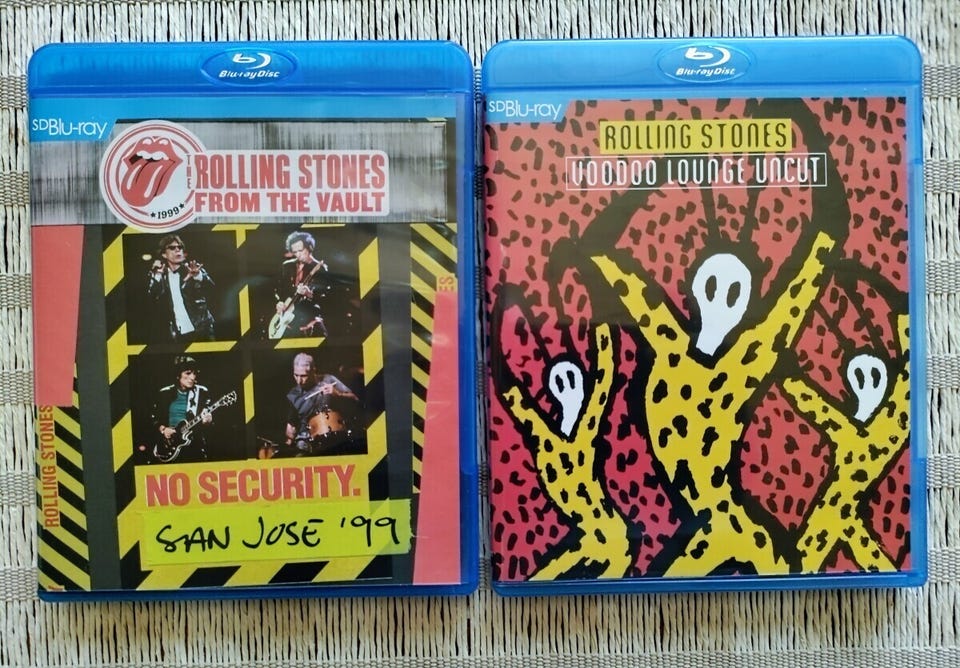 Blu-ray Disc
SDBlu-ray
THE
ROLLING STONES
FROM THE VAULT
★1999★
ES
ROLLING STONES
NO SECURITY.
SAN JOSE '99
Blu-ray Disc
SDBlu-ray
ROLLING STONES
VOODOO LOUNGE UNCUT